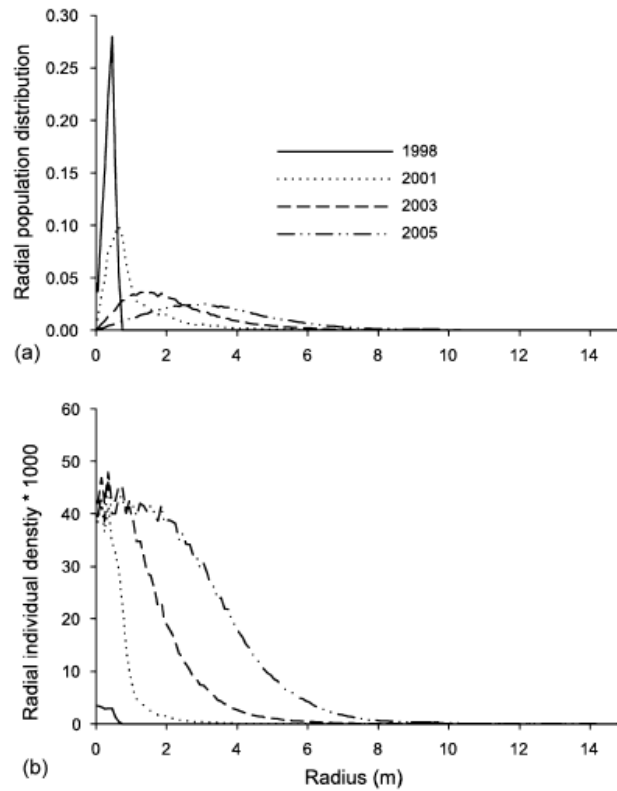 Radial population distribution
0.30
0.25
0.20
0.15
0.10
0.05
0.00
1998
2001
2003
2005
0 2 4 6 8 10 12 14
(a)
Radial individual denstiy * 1000
60
50
40
30
20
10
0
0 2 4 6 8 10 12 14
(b)
Radius (m)